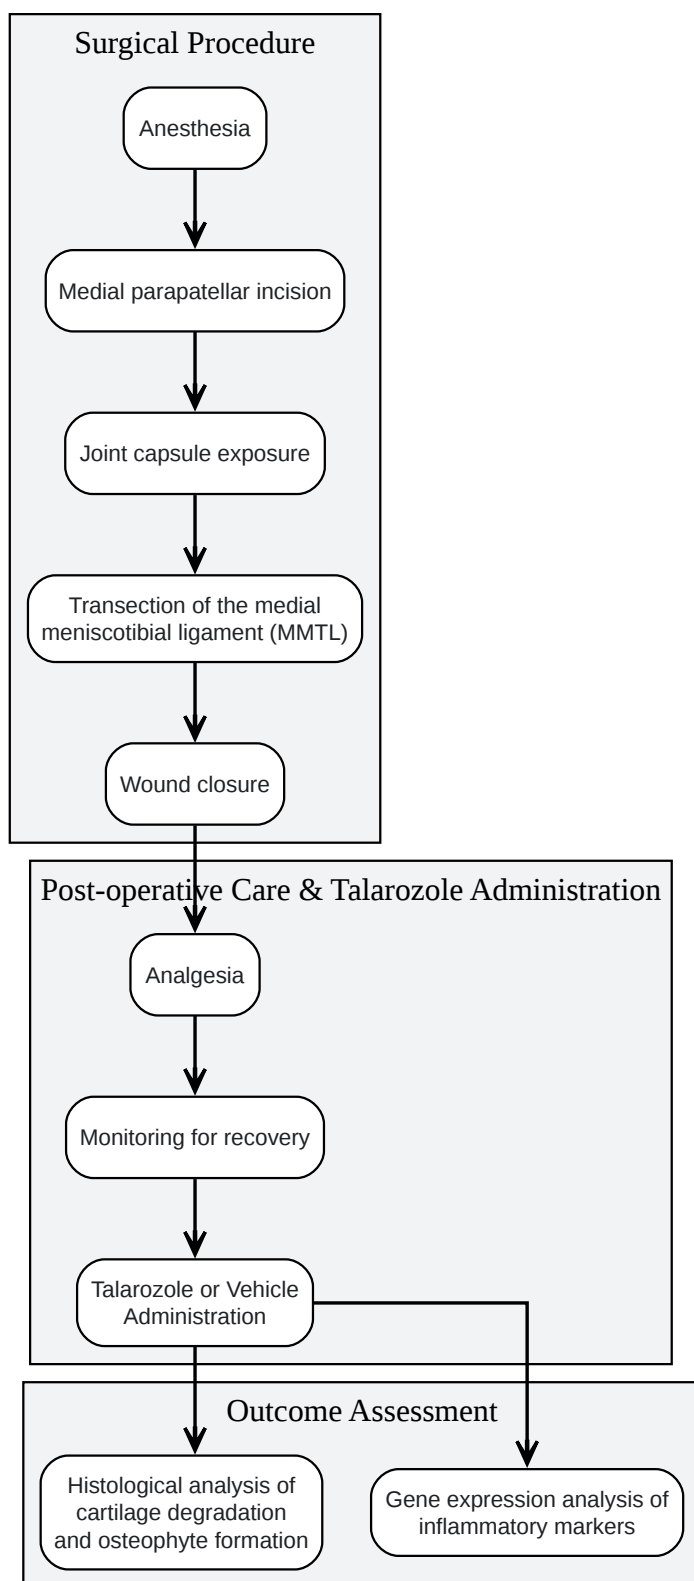 Surgical Procedure
Anesthesia
Medial parapatellar incision
Joint capsule exposure
Transection of the medial
meniscotibial ligament (MMTL)
Wound closure
Post-operative Care & Talarozole Administration
Analgesia
Monitoring for recovery
Talarozole or Vehicle
Administration
Outcome Assessment
Histological analysis of
cartilage degradation
and osteophyte formation
Gene expression analysis of
inflammatory markers